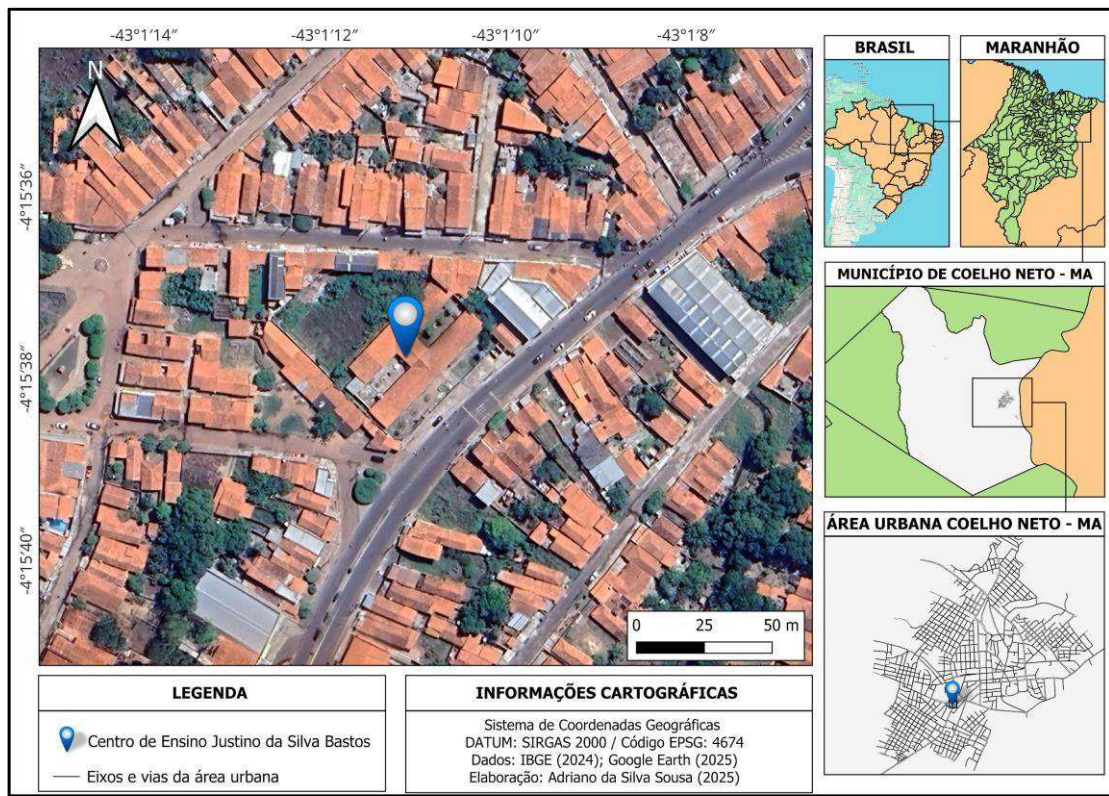 -43°1'14″ -43°1'12″ -43°1'10″ -43°1'8″
N
-4°15'36″
-4°15'38″
-4°15'40″
0 25 50 m
BRASIL
MARANHÃO
MUNICÍPIO DE COELHO NETO - MA
ÁREA URBANA COELHO NETO - MA
LEGENDA
Centro de Ensino Justino da Silva Bastos
Eixos e vias da área urbana
INFORMAÇÕES CARTOGRÁFICAS
Sistema de Coordenadas Geográficas
DATUM: SIRGAS 2000 / Código EPSG: 4674
Dados: IBGE (2024); Google Earth (2025)
Elaboração: Adriano da Silva Sousa (2025)